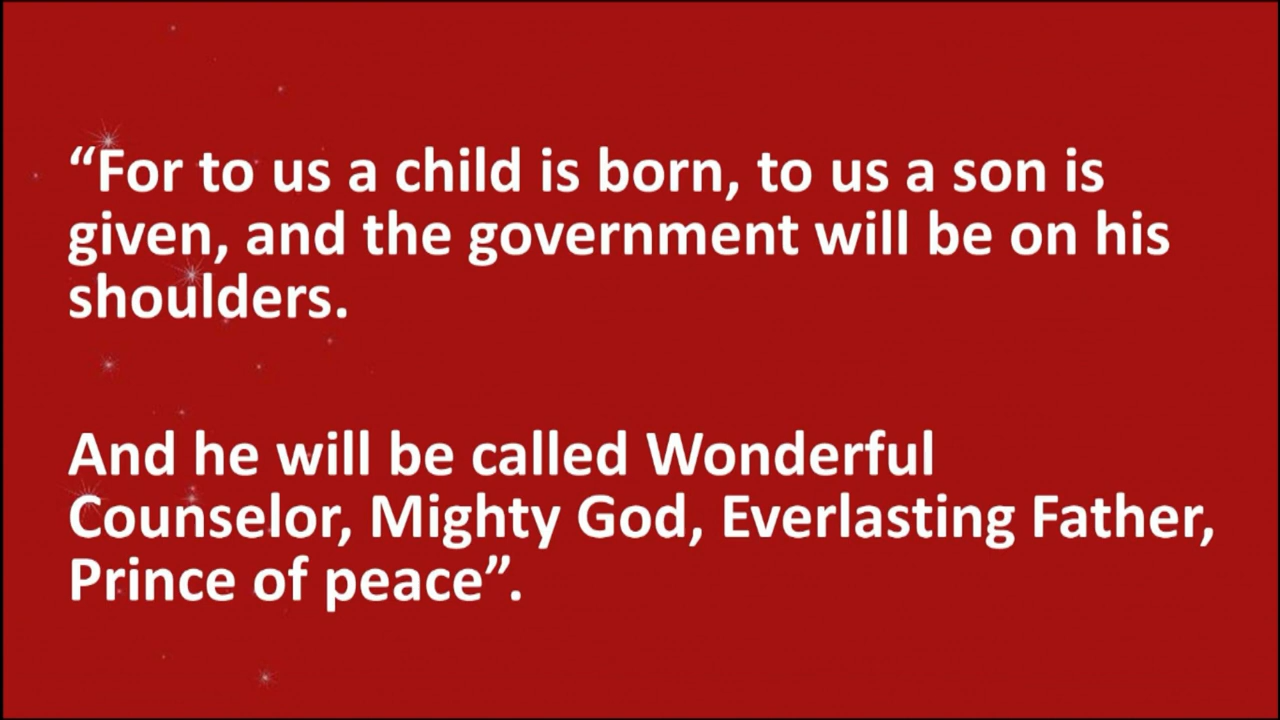 “For to us a child is born, to us a son is
given, and the government will be on his
shoulders.
And he will be called Wonderful
Counselor, Mighty God, Everlasting Father,
Prince of peace”.